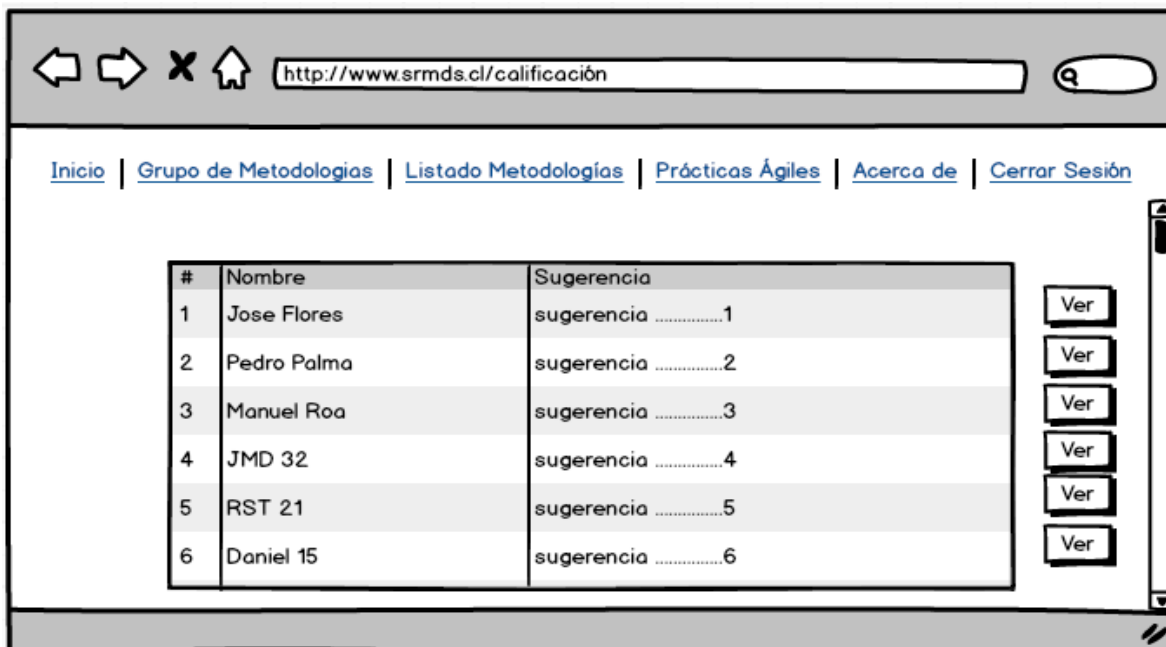 http://www.srmds.cl/calificación
Inicio | Grupo de Metodologias | Listado Metodologías | Prácticas Ágiles | Acerca de | Cerrar Sesión
# Nombre Sugerencia
1 Jose Flores sugerencia ...............1 Ver
2 Pedro Palma sugerencia ...............2 Ver
3 Manuel Roa sugerencia ...............3 Ver
4 JMD 32 sugerencia ...............4 Ver
5 RST 21 sugerencia ...............5 Ver
6 Daniel 15 sugerencia ...............6 Ver